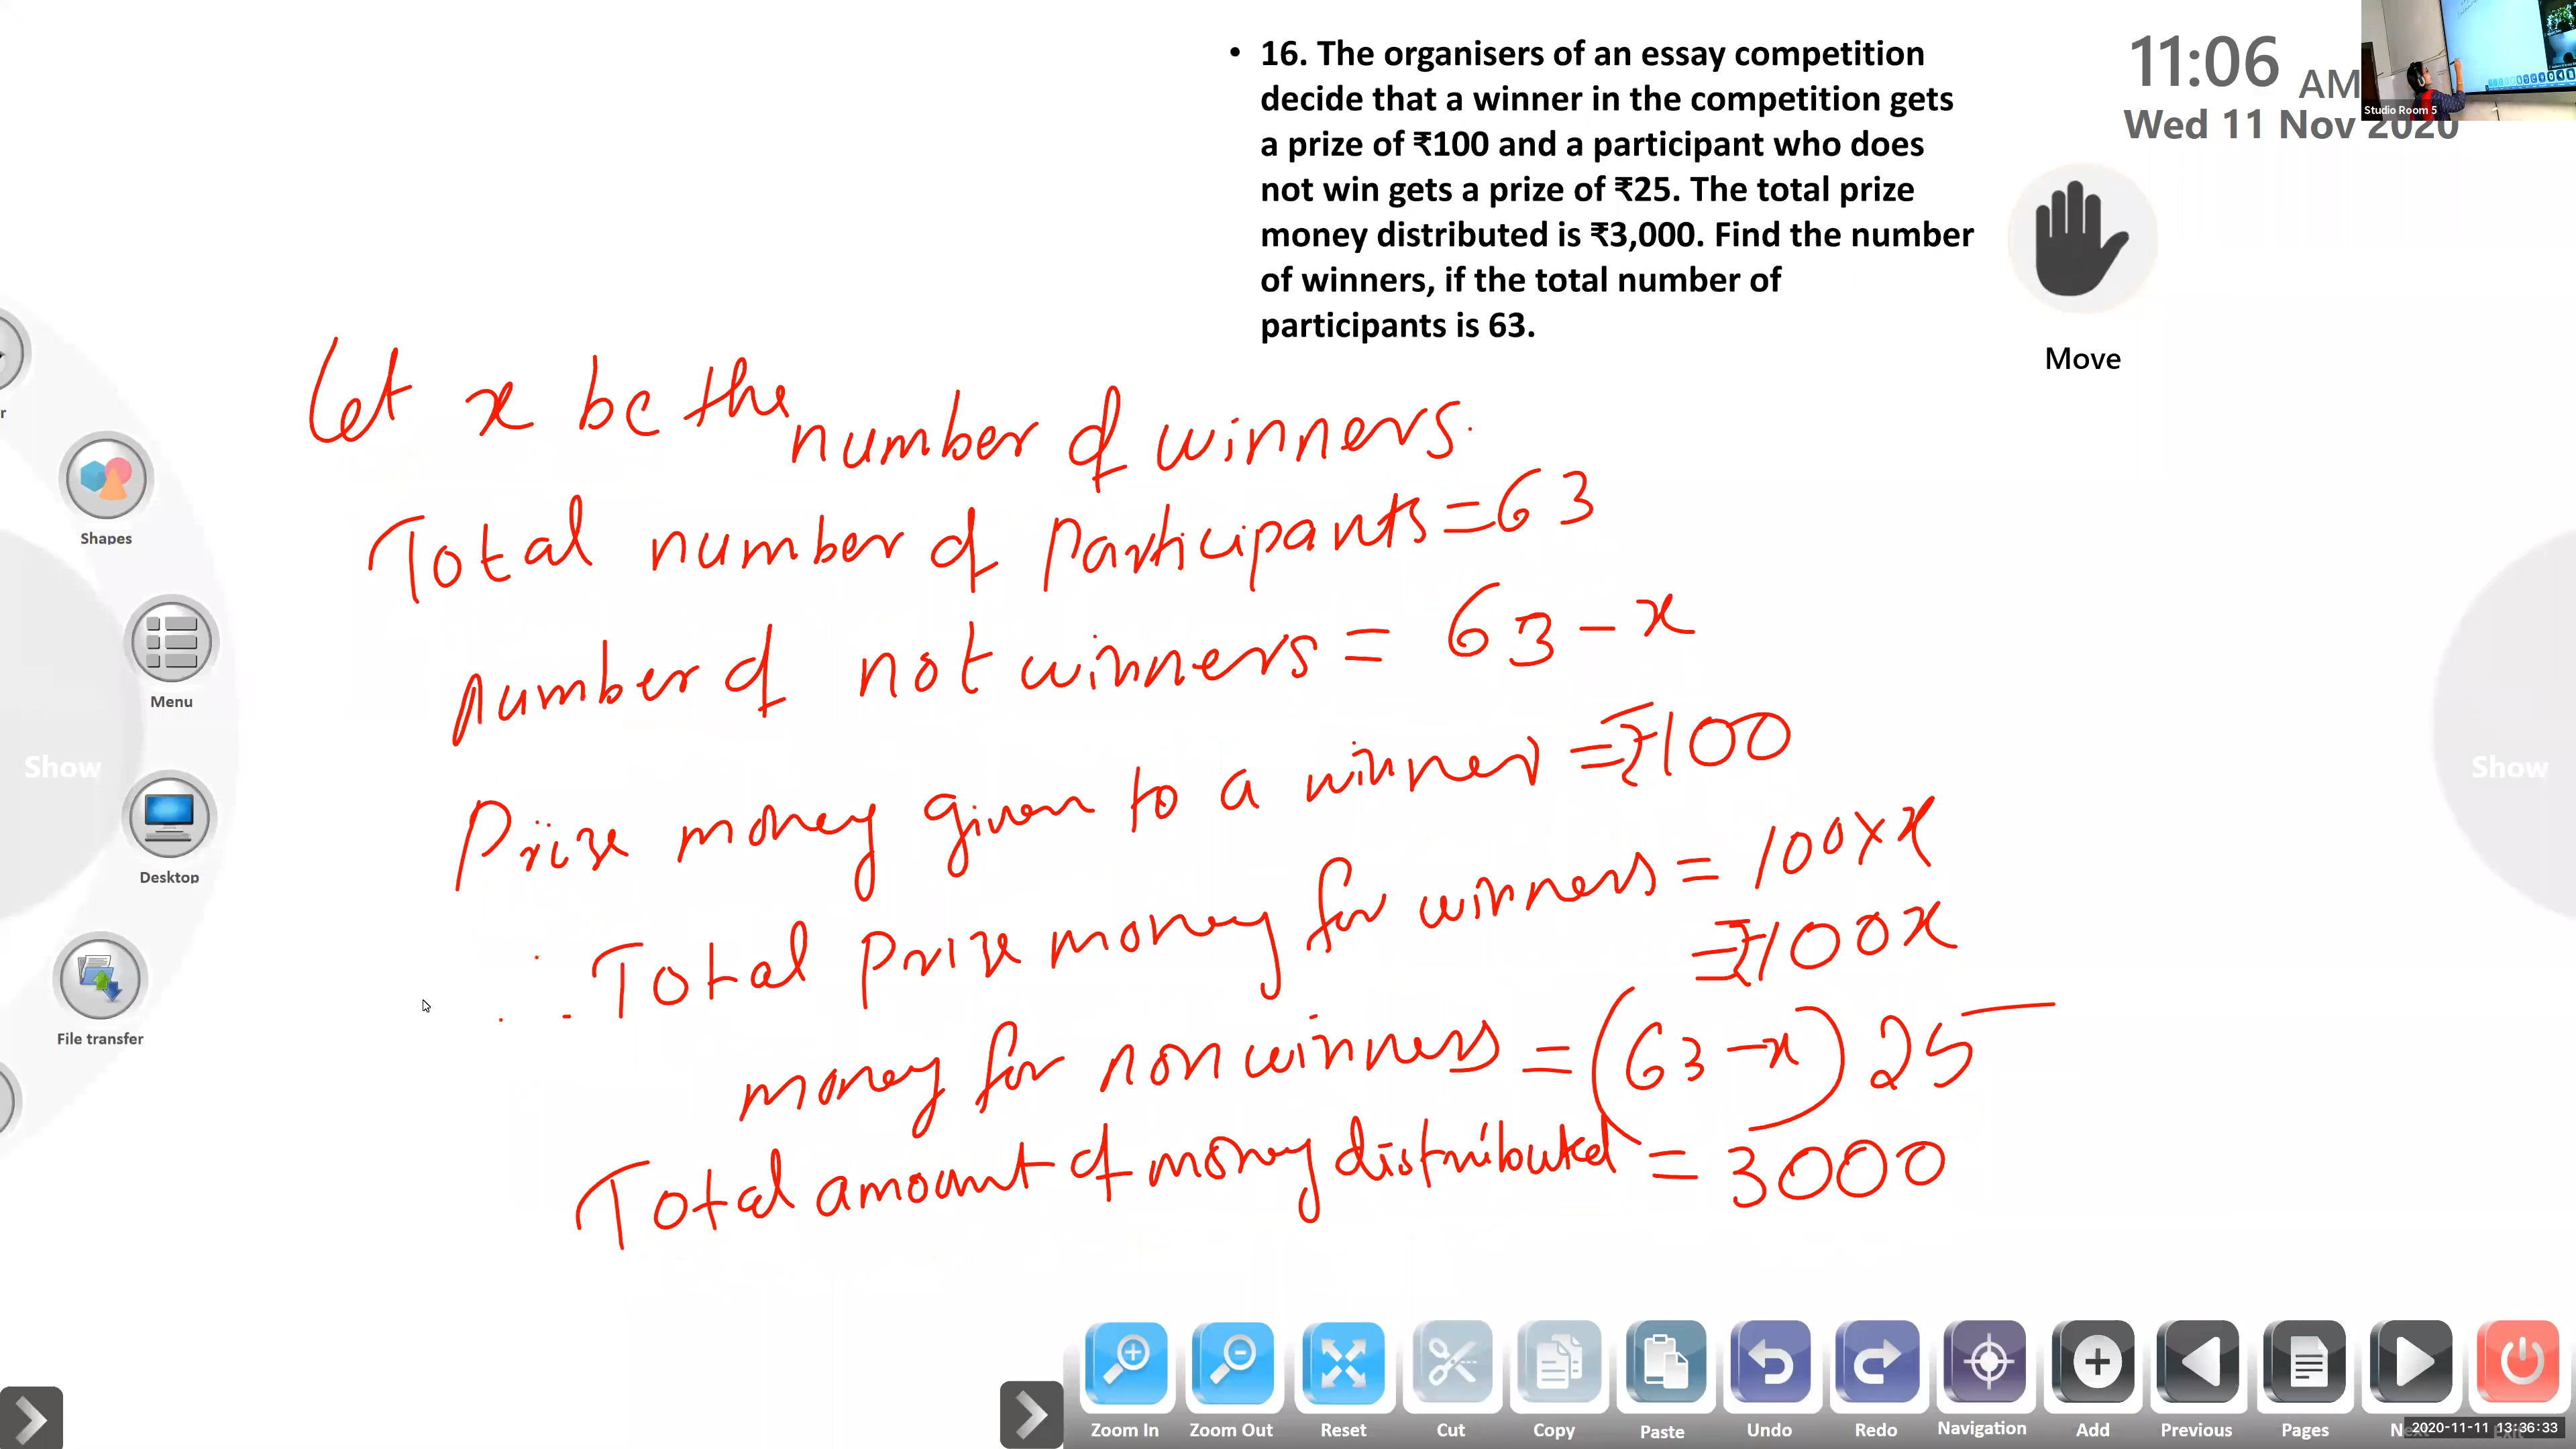 • 16. The organisers of an essay competition
decide that a winner in the competition gets
a prize of ₹100 and a participant who does
not win gets a prize of ₹25. The total prize
money distributed is ₹3,000. Find the number
of winners, if the total number of
participants is 63.
11:06 AM
Wed 11 Nov 2020
Studio Room 5
Move
Let x be the number of winners.
Total number of participants = 63
number of not winners = 63 - x
Prize money given to a winner = ₹100
∴ Total Prize money for winners = 100 x x
= ₹100x
money for non winners = (63 - x) 25
Total amount of money distributed = 3000
r
Shapes
Menu
Show
Desktop
File transfer
Show
Zoom In
Zoom Out
Reset
Cut
Copy
Paste
Undo
Redo
Navigation
Add
Previous
Pages
2020-11-11 13:36:33